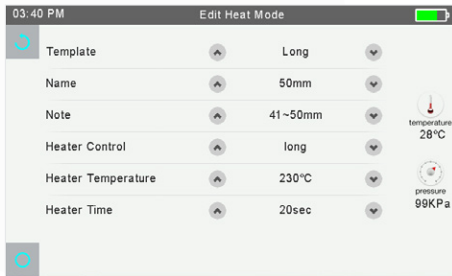 03:40 PM Edit Heat Mode
Template Long
Name 50mm
Note 41~50mm
Heater Control long
Heater Temperature 230℃
Heater Time 20sec
temperature
28℃
pressure
99KPa